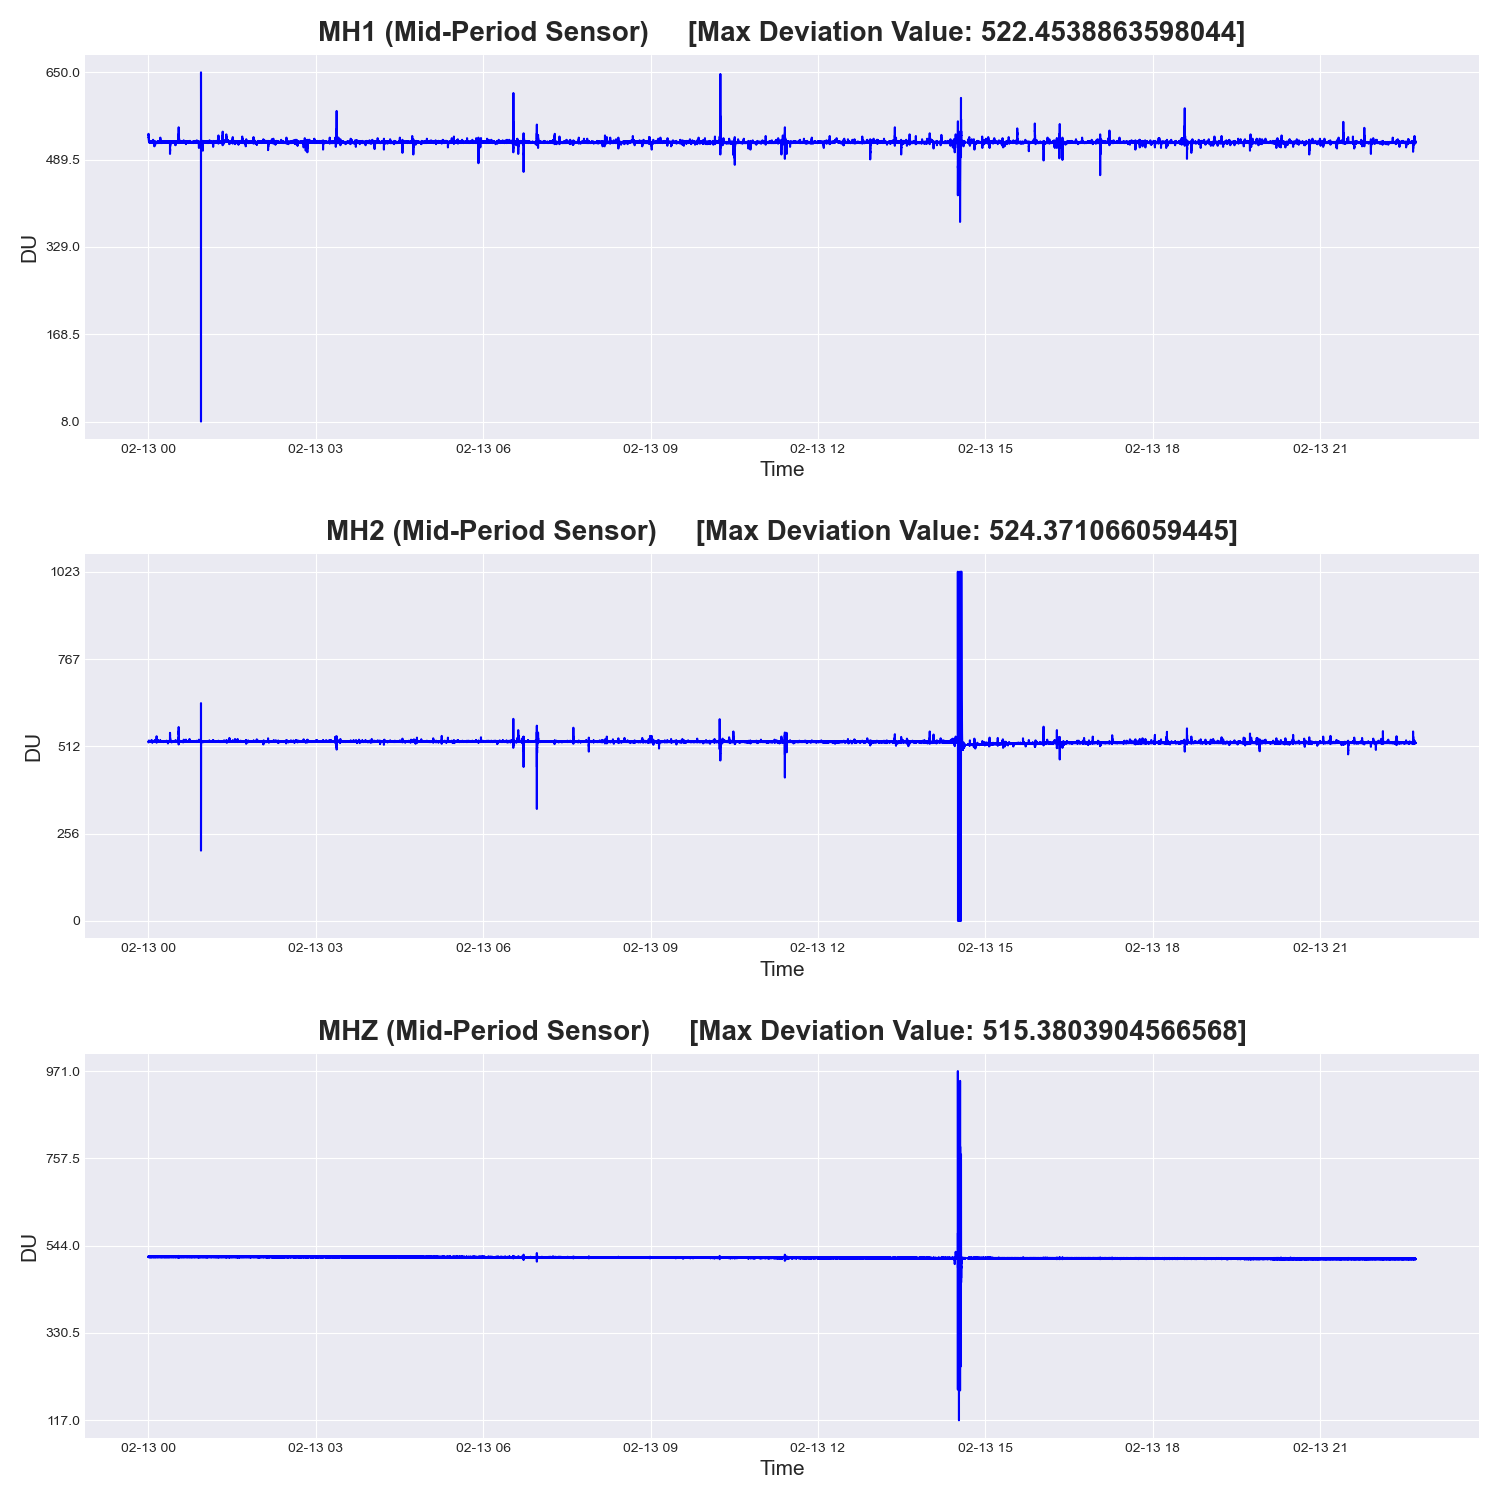 MH1 (Mid-Period Sensor) [Max Deviation Value: 522.4538863598044]
650.0
489.5
329.0
168.5
8.0
DU
02-13 00 02-13 03 02-13 06 02-13 09 02-13 12 02-13 15 02-13 18 02-13 21
Time
MH2 (Mid-Period Sensor) [Max Deviation Value: 524.371066059445]
1023
767
512
256
0
DU
02-13 00 02-13 03 02-13 06 02-13 09 02-13 12 02-13 15 02-13 18 02-13 21
Time
MHZ (Mid-Period Sensor) [Max Deviation Value: 515.3803904566568]
971.0
757.5
544.0
330.5
117.0
DU
02-13 00 02-13 03 02-13 06 02-13 09 02-13 12 02-13 15 02-13 18 02-13 21
Time